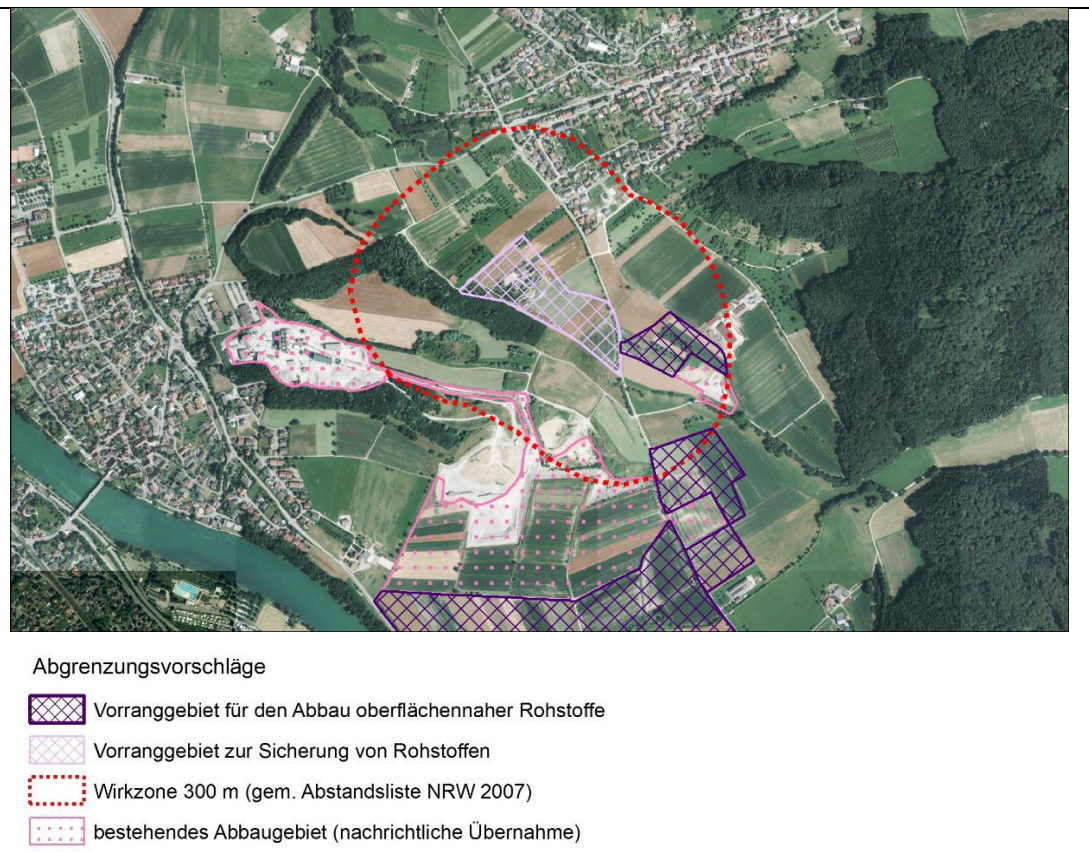 Abgrenzungsvorschläge
Vorranggebiet für den Abbau oberflächennaher Rohstoffe
Vorranggebiet zur Sicherung von Rohstoffen
Wirkzone 300 m (gem. Abstandsliste NRW 2007)
bestehendes Abbaugebiet (nachrichtliche Übernahme)